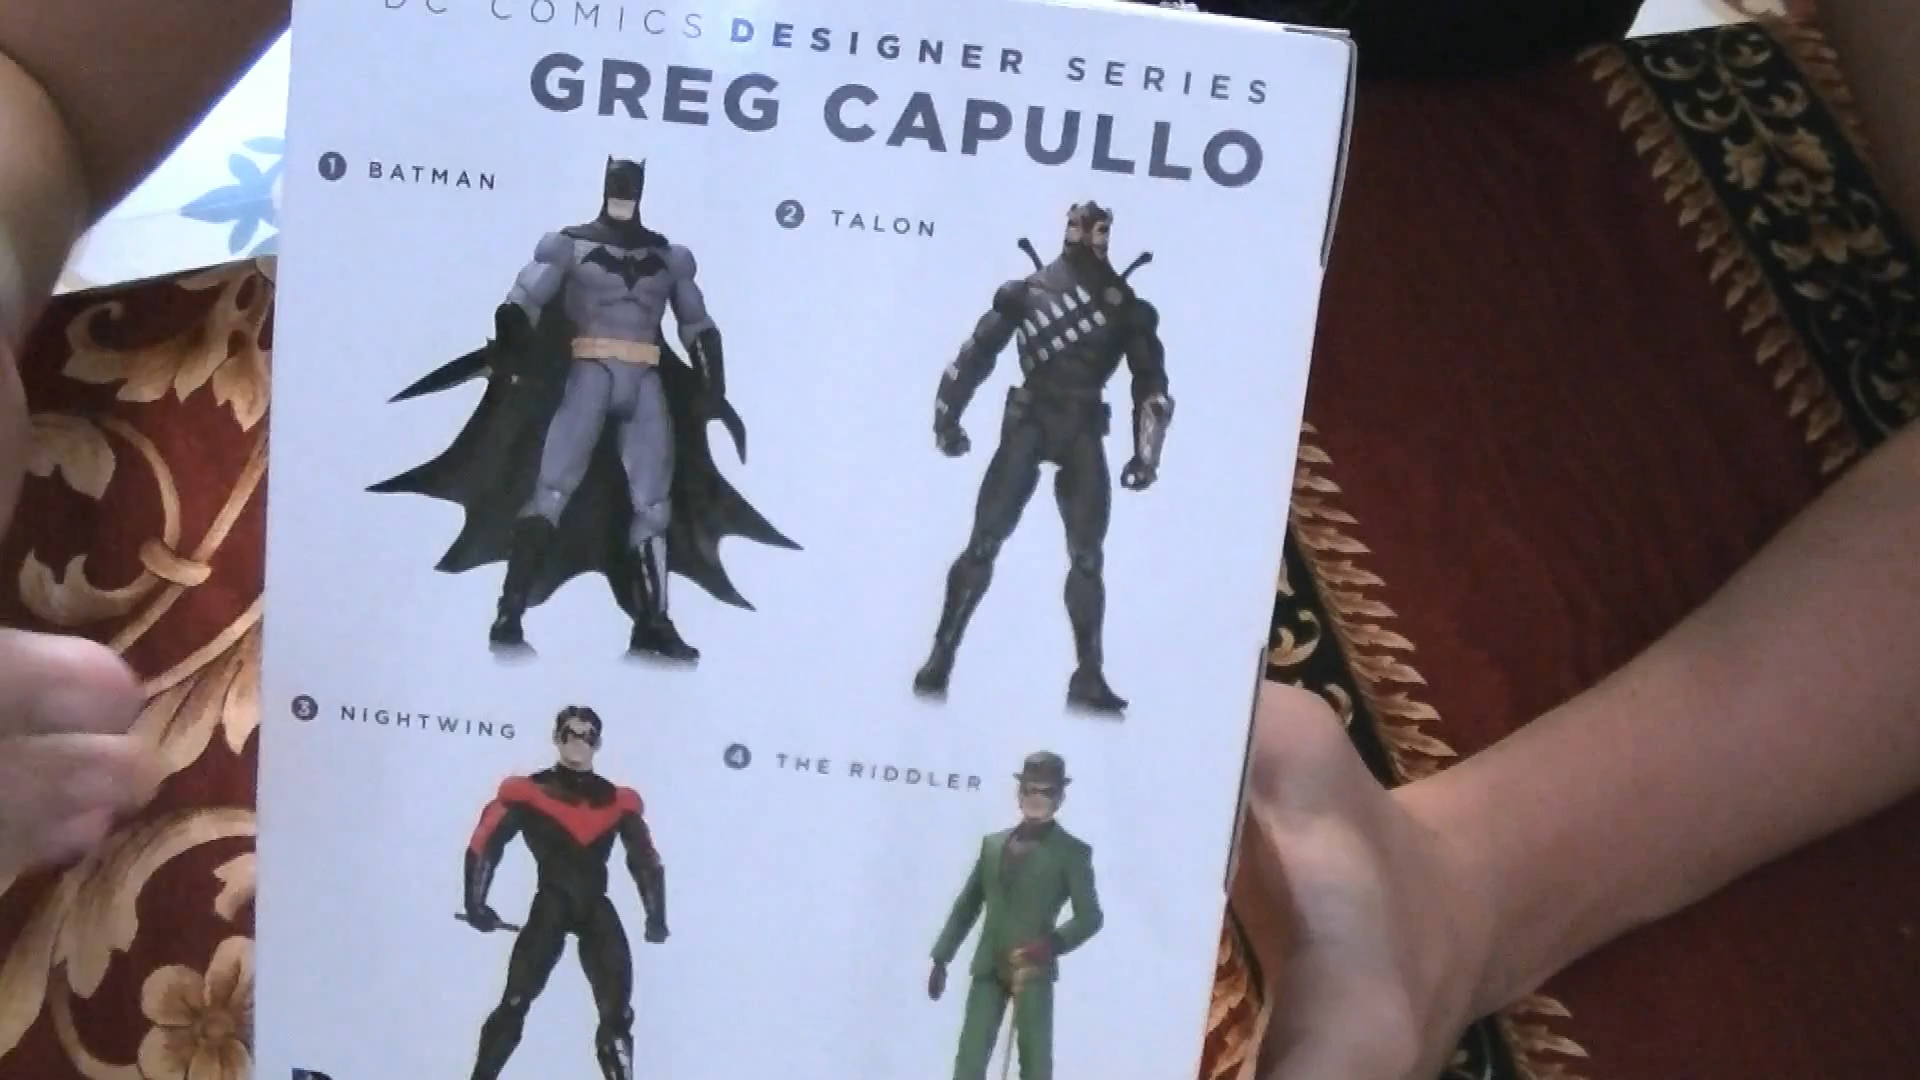 DC COMICS DESIGNER SERIES
GREG CAPULLO
1 BATMAN
2 TALON
3 NIGHTWING
4 THE RIDDLER